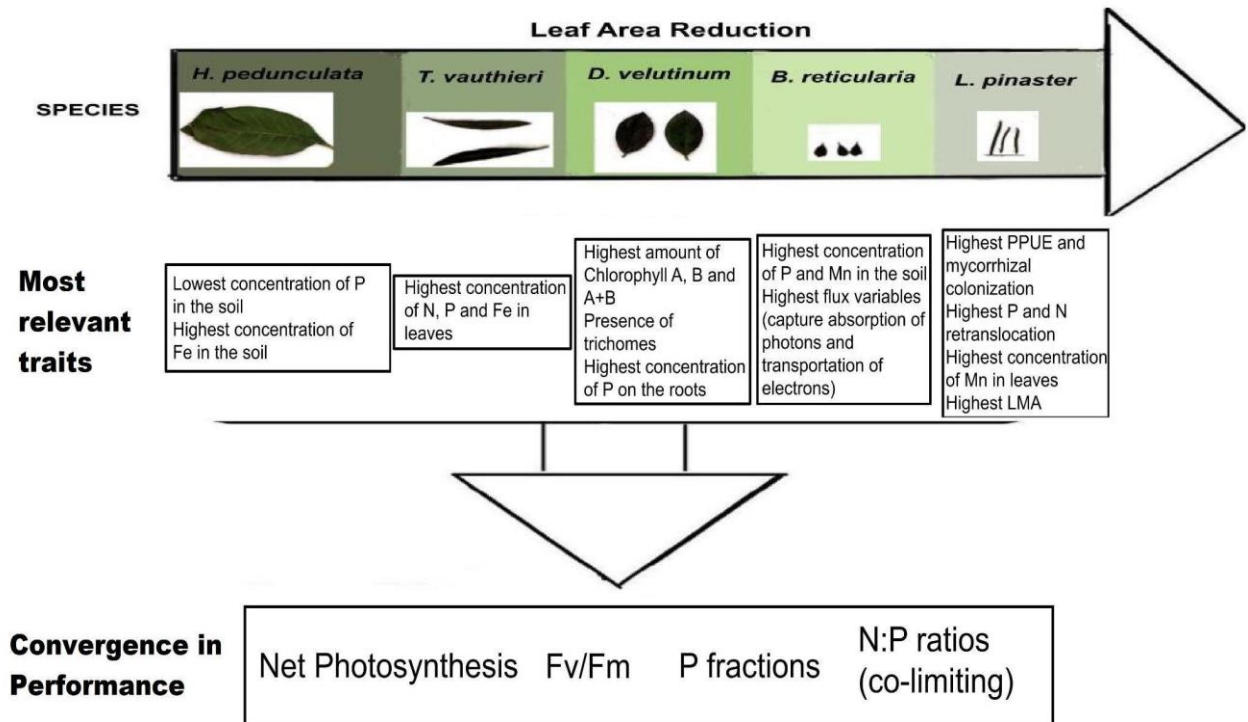 Leaf Area Reduction
SPECIES
H. pedunculata
T. vauthieri
D. velutinum
B. reticularia
L. pinaster
Most
relevant
traits
Lowest concentration of P
in the soil
Highest concentration of
Fe in the soil
Highest concentration
of N, P and Fe in
leaves
Highest amount of
Chlorophyll A, B and
A+B
Presence of
trichomes
Highest concentration
of P on the roots
Highest concentration
of P and Mn in the soil
Highest flux variables
(capture absorption of
photons and
transportation of
electrons)
Highest PPUE and
mycorrhizal
colonization
Highest P and N
retranslocation
Highest concentration
of Mn in leaves
Highest LMA
Convergence in
Performance
Net Photosynthesis
Fv/Fm
P fractions
N:P ratios
(co-limiting)